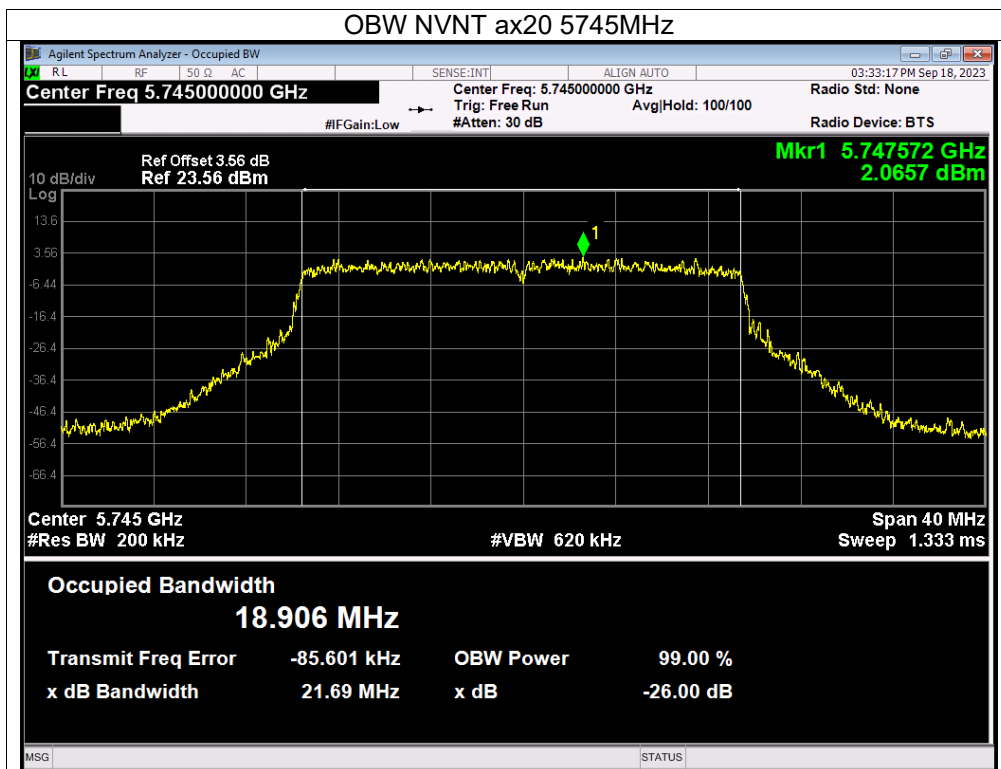 OBW NVNT ax20 5745MHz
Agilent Spectrum Analyzer - Occupied BW
LXI RL RF 50 Ω AC SENSE:INT ALIGN AUTO 03:33:17 PM Sep 18, 2023
Center Freq 5.745000000 GHz Center Freq: 5.745000000 GHz Radio Std: None
Trig: Free Run Avg|Hold: 100/100
#IFGain:Low #Atten: 30 dB Radio Device: BTS
Mkr1 5.747572 GHz
2.0657 dBm
Ref Offset 3.56 dB
10 dB/div Ref 23.56 dBm
Log
13.6
1
3.56
-6.44
-16.4
-26.4
-36.4
-46.4
-56.4
-66.4
Center 5.745 GHz Span 40 MHz
#Res BW 200 kHz #VBW 620 kHz Sweep 1.333 ms
Occupied Bandwidth
18.906 MHz
Transmit Freq Error -85.601 kHz OBW Power 99.00 %
x dB Bandwidth 21.69 MHz x dB -26.00 dB
MSG STATUS